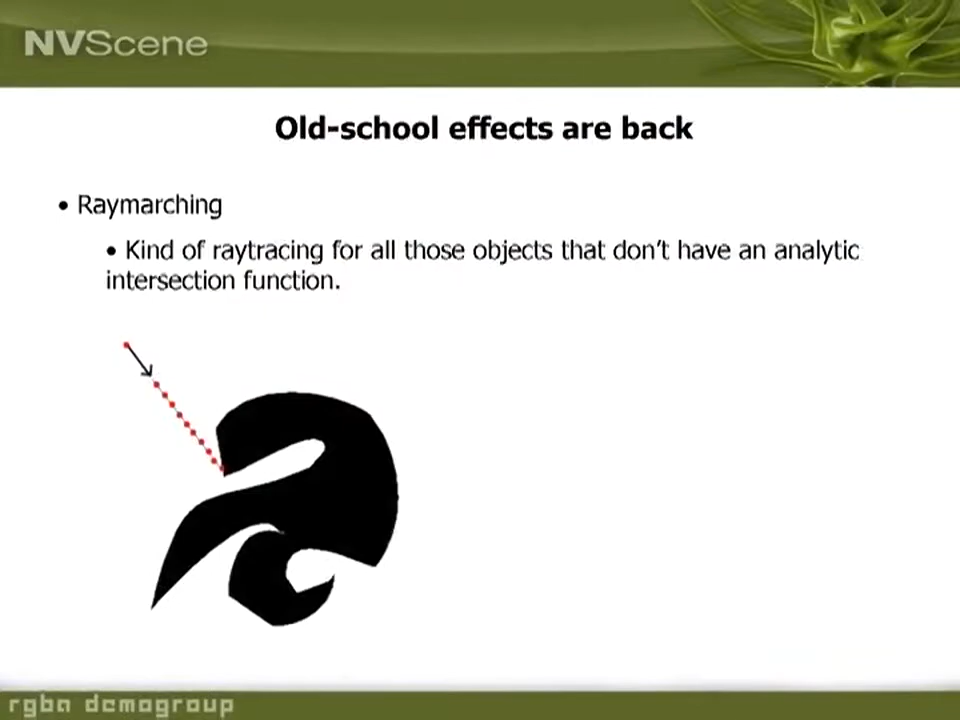 NVScene
Old-school effects are back
• Raymarching
• Kind of raytracing for all those objects that don't have an analytic
intersection function.
rgba demogroup